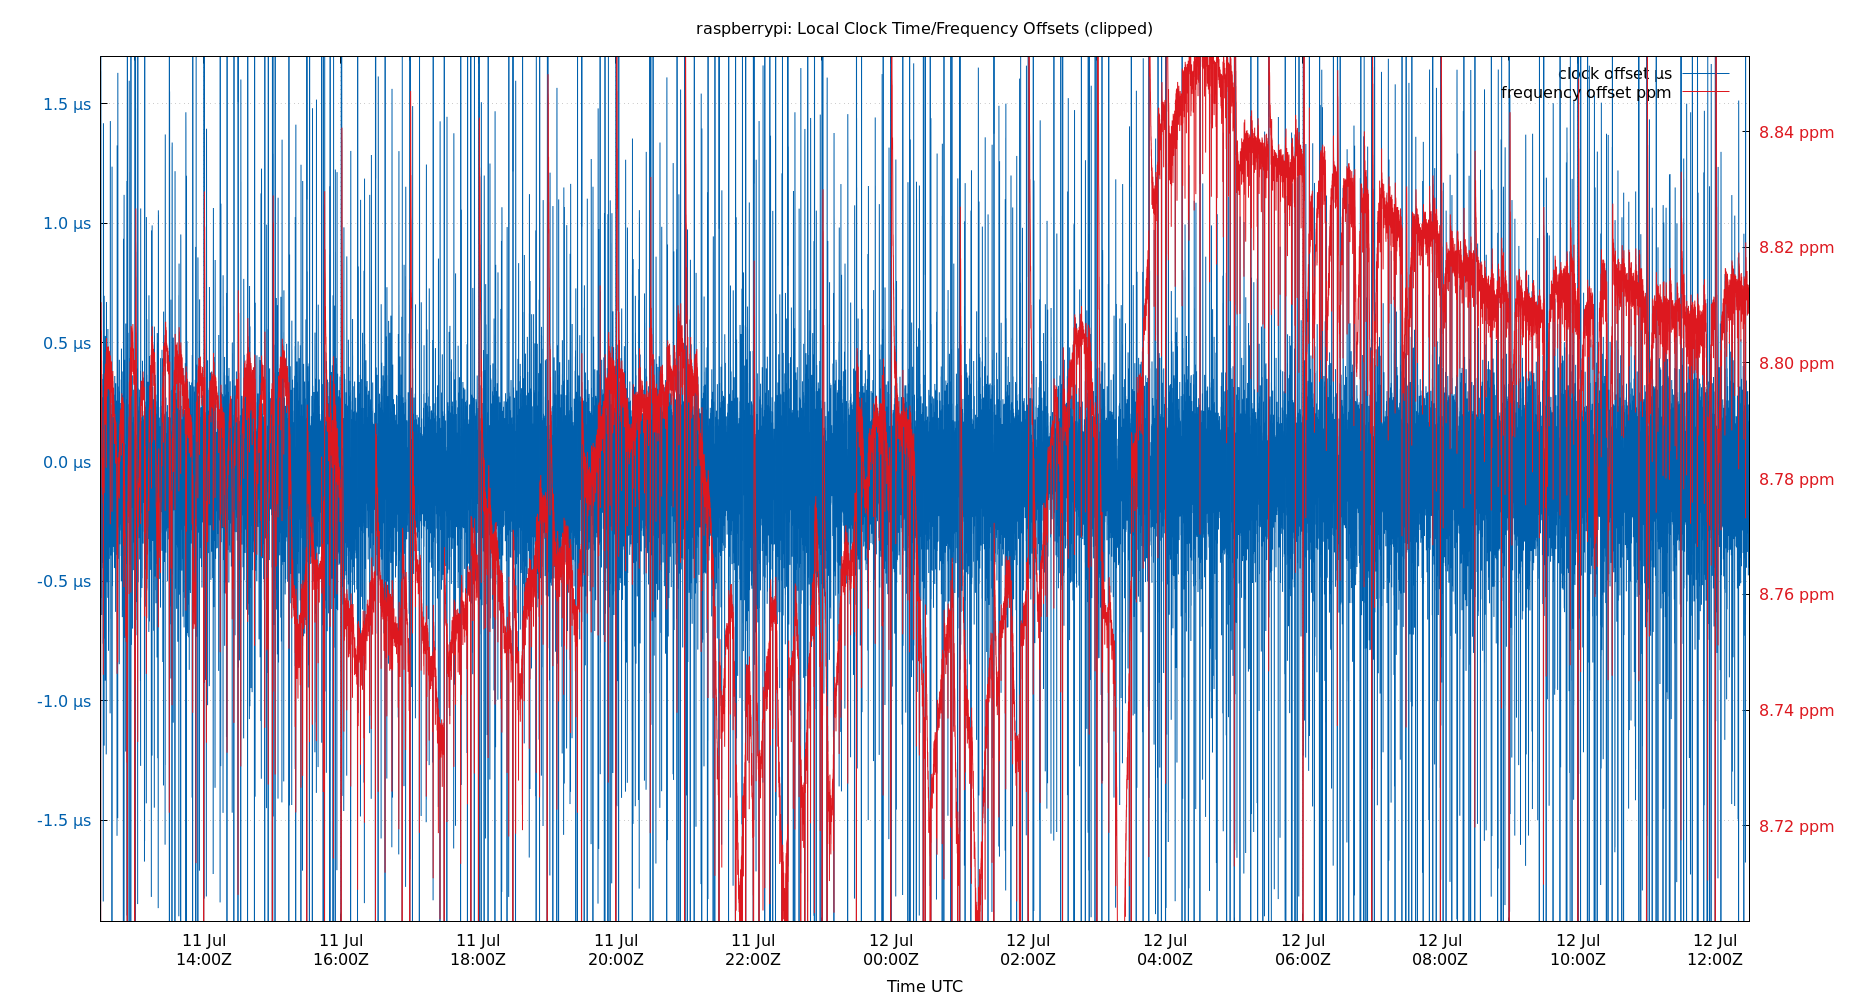 raspberrypi: Local Clock Time/Frequency Offsets (clipped)
clock offset µs
frequency offset ppm
1.5 µs
1.0 µs
0.5 µs
0.0 µs
-0.5 µs
-1.0 µs
-1.5 µs
8.84 ppm
8.82 ppm
8.80 ppm
8.78 ppm
8.76 ppm
8.74 ppm
8.72 ppm
11 Jul 11 Jul 11 Jul 11 Jul 11 Jul 12 Jul 12 Jul 12 Jul 12 Jul 12 Jul 12 Jul 12 Jul
14:00Z 16:00Z 18:00Z 20:00Z 22:00Z 00:00Z 02:00Z 04:00Z 06:00Z 08:00Z 10:00Z 12:00Z
Time UTC